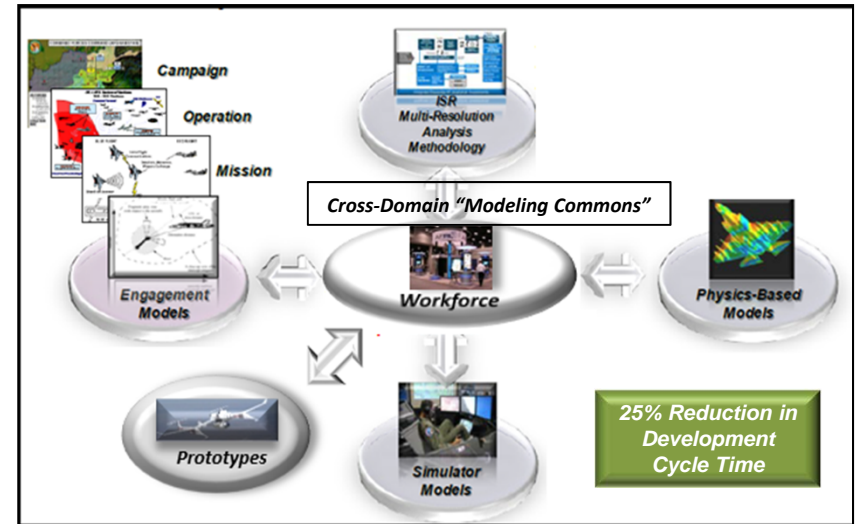 Campaign
Operation
Mission
ISR
Multi-Resolution
Analysis
Methodology
Cross-Domain “Modeling Commons”
Engagement
Models
Workforce
Physics-Based
Models
Prototypes
Simulator
Models
25% Reduction in
Development
Cycle Time